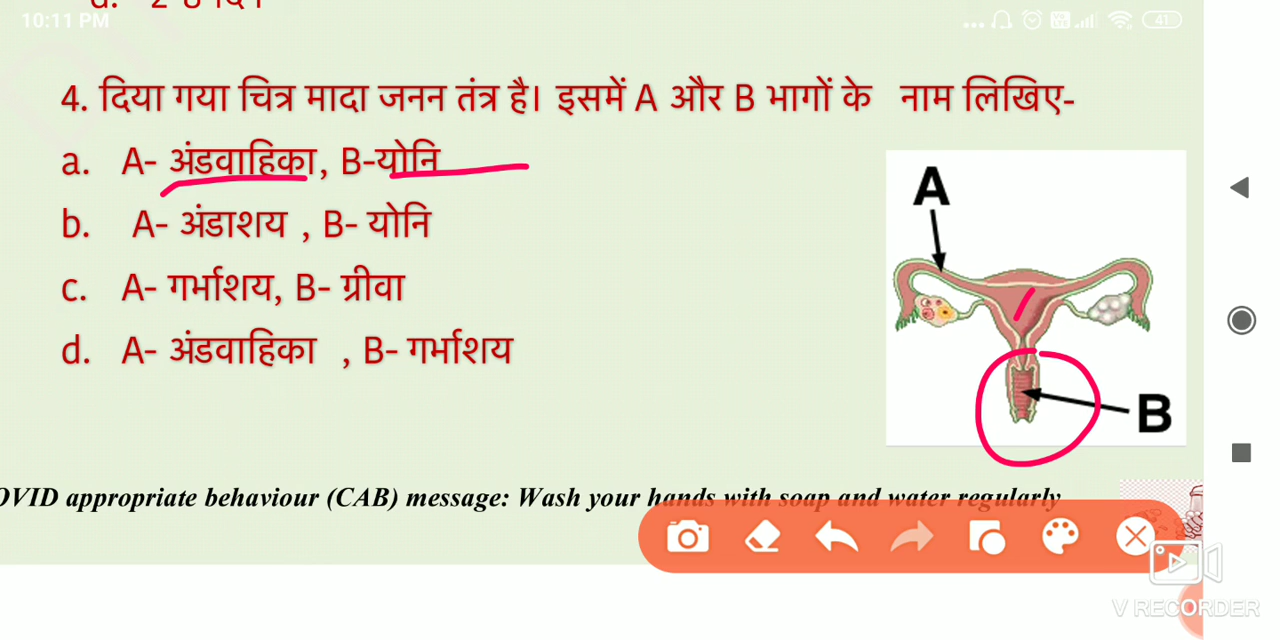 10:11 PM
41
4. दिया गया चित्र मादा जनन तंत्र है। इसमें A और B भागों के नाम लिखिए-
a. A- अंडवाहिका, B-योनि
b. A- अंडाशय , B- योनि
c. A- गर्भाशय, B- ग्रीवा
d. A- अंडवाहिका , B- गर्भाशय
A
B
OVID appropriate behaviour (CAB) message: Wash your hands with soap and water regularly
V RECORDER